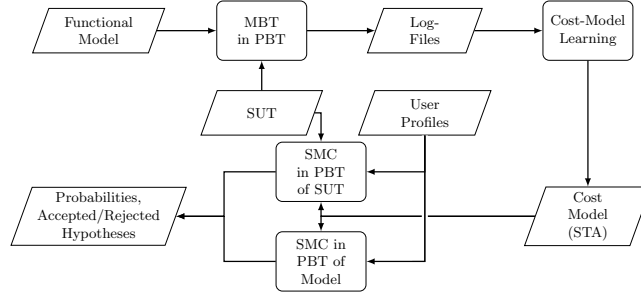 Functional
Model
MBT
in PBT
Log-
Files
Cost-Model
Learning
SUT
User
Profiles
SMC
in PBT
of SUT
Probabilities,
Accepted/Rejected
Hypotheses
Cost
Model
(STA)
SMC in
PBT of
Model